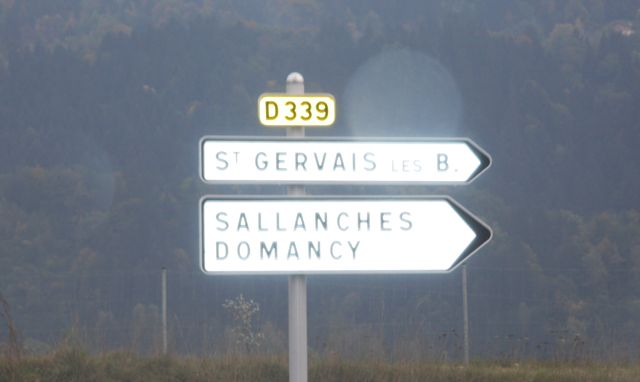 D339
ST GERVAIS LES B.
SALLANCHES
DOMANCY